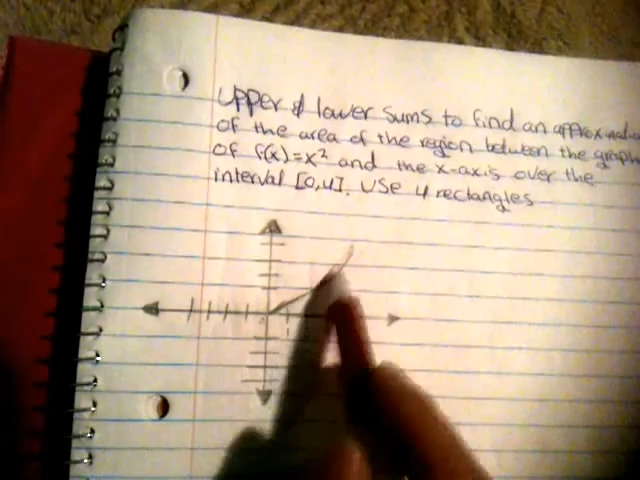 Upper & lower sums to find an approximation
of the area of the region between the graph
of f(x)=x² and the x-axis over the
interval [0,4]. Use 4 rectangles